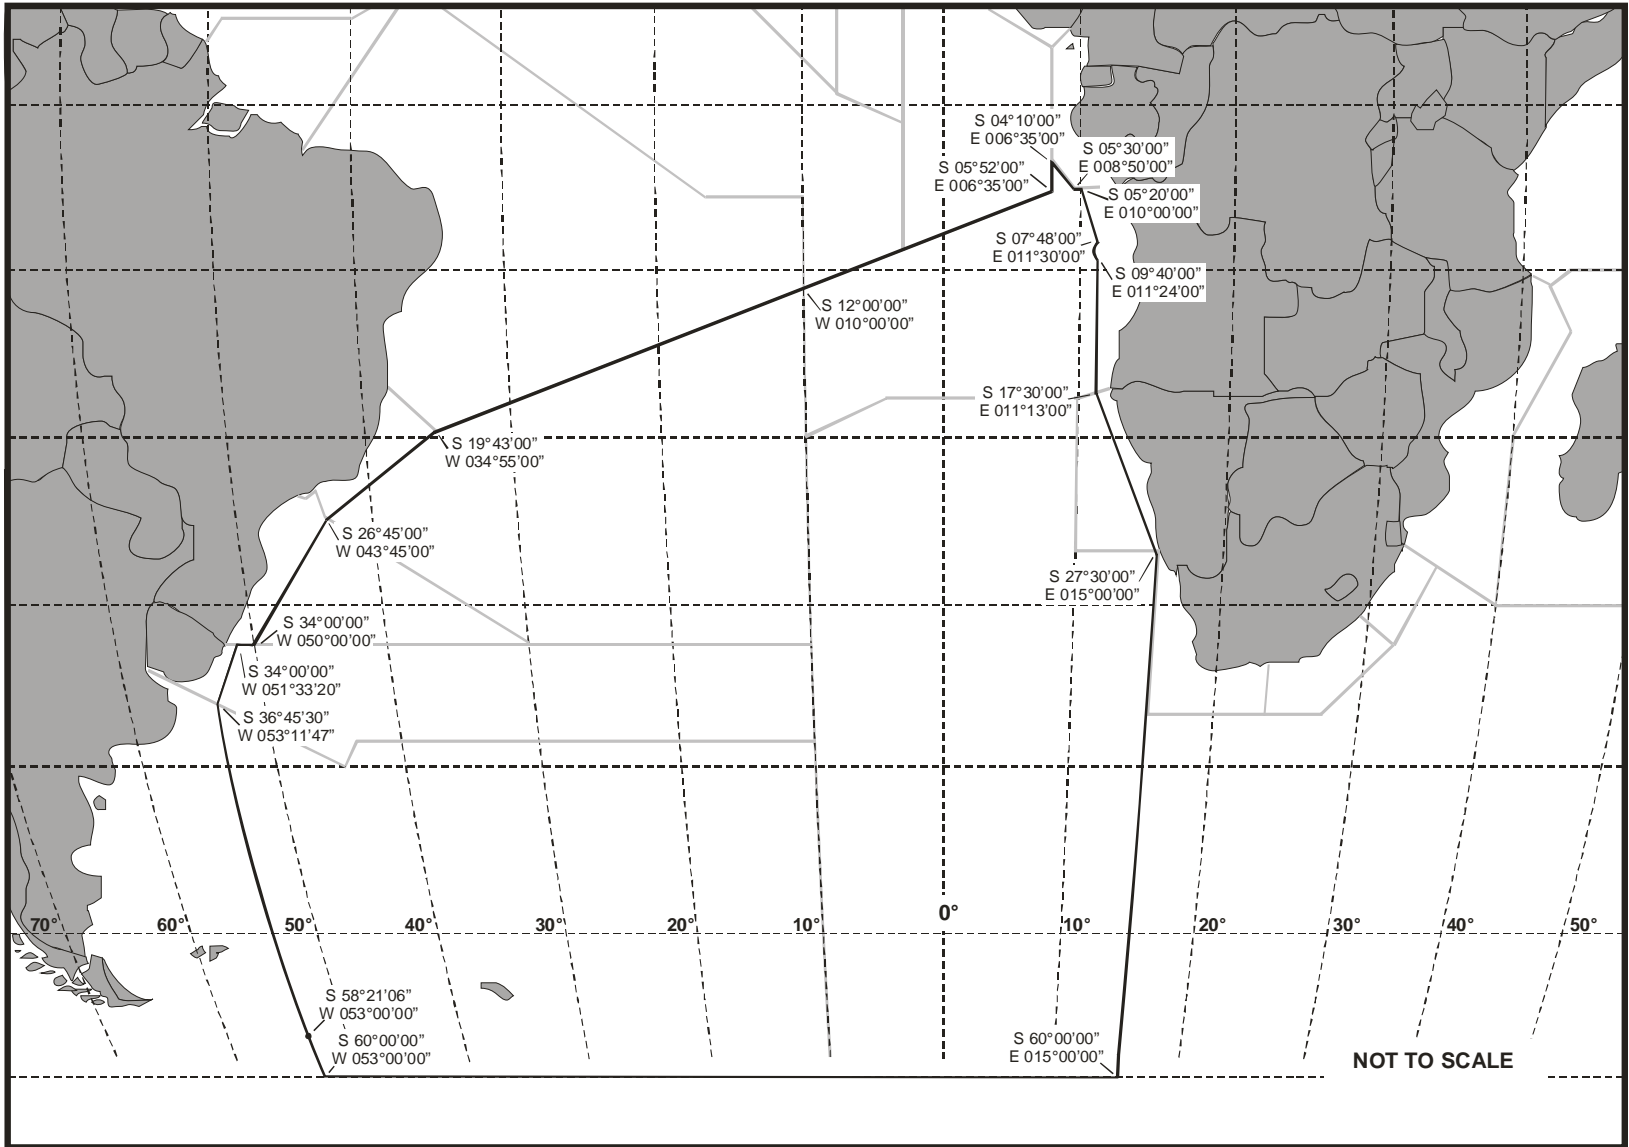 S 04°10’00”
E 006°35’00”
S 05°30’00”
E 008°50’00”
S 05°52’00”
E 006°35’00”
S 05°20’00”
E 010°00’00”
S 07°48’00”
E 011°30’00”
S 09°40’00”
E 011°24’00”
S 12°00’00”
W 010°00’00”
S 17°30’00”
E 011°13’00”
S 19°43’00”
W 034°55’00”
S 26°45’00”
W 043°45’00”
S 27°30’00”
E 015°00’00”
S 34°00’00”
W 050°00’00”
S 34°00’00”
W 051°33’20”
S 36°45’30”
W 053°11’47”
70° 60° 50° 40° 30° 20° 10° 0° 10° 20° 30° 40° 50°
S 58°21’06”
W 053°00’00”
S 60°00’00”
W 053°00’00”
S 60°00’00”
E 015°00’00”
NOT TO SCALE